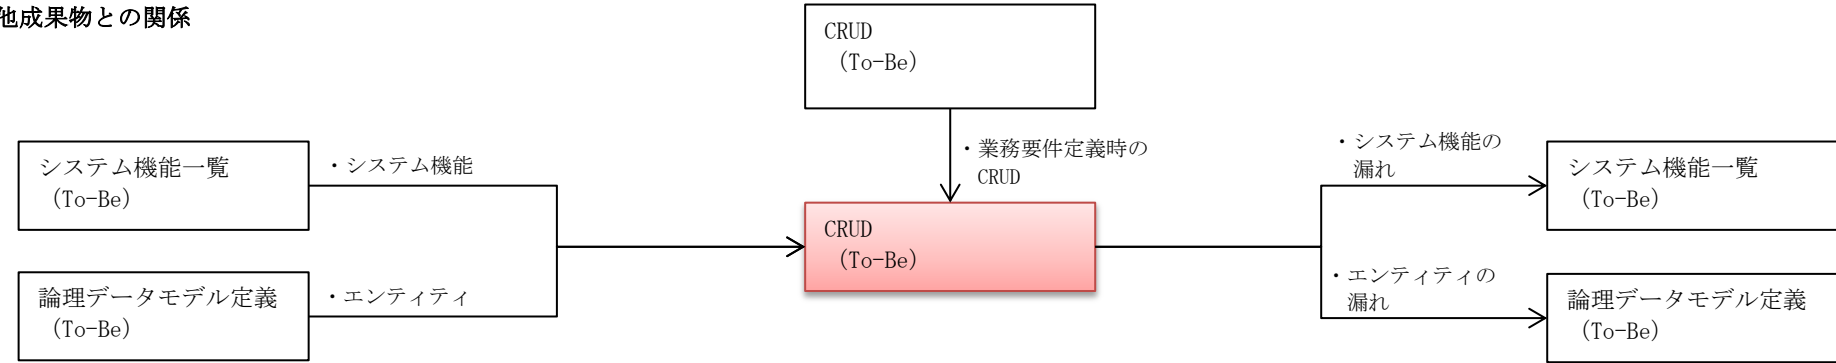 他成果物との関係
CRUD
（To-Be）
・業務要件定義時の
CRUD
システム機能一覧
（To-Be）
・システム機能
論理データモデル定義
（To-Be）
・エンティティ
CRUD
（To-Be）
・システム機能の
漏れ
システム機能一覧
（To-Be）
・エンティティの
漏れ
論理データモデル定義
（To-Be）